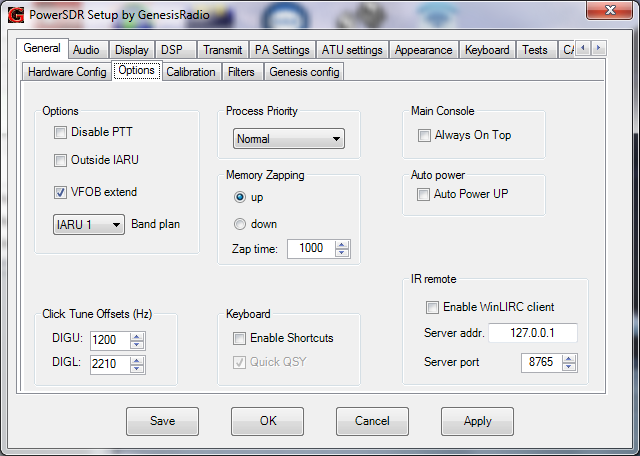 PowerSDR Setup by GenesisRadio
General Audio Display DSP Transmit PA Settings ATU settings Appearance Keyboard Tests CA
Hardware Config Options Calibration Filters Genesis config
Options
Disable PTT
Outside IARU
VFOB extend
IARU 1 Band plan
Process Priority
Normal
Main Console
Always On Top
Memory Zapping
up
down
Zap time: 1000
Auto power
Auto Power UP
Click Tune Offsets (Hz)
DIGU: 1200
DIGL: 2210
Keyboard
Enable Shortcuts
Quick QSY
IR remote
Enable WinLIRC client
Server addr. 127.0.0.1
Server port 8765
Save OK Cancel Apply